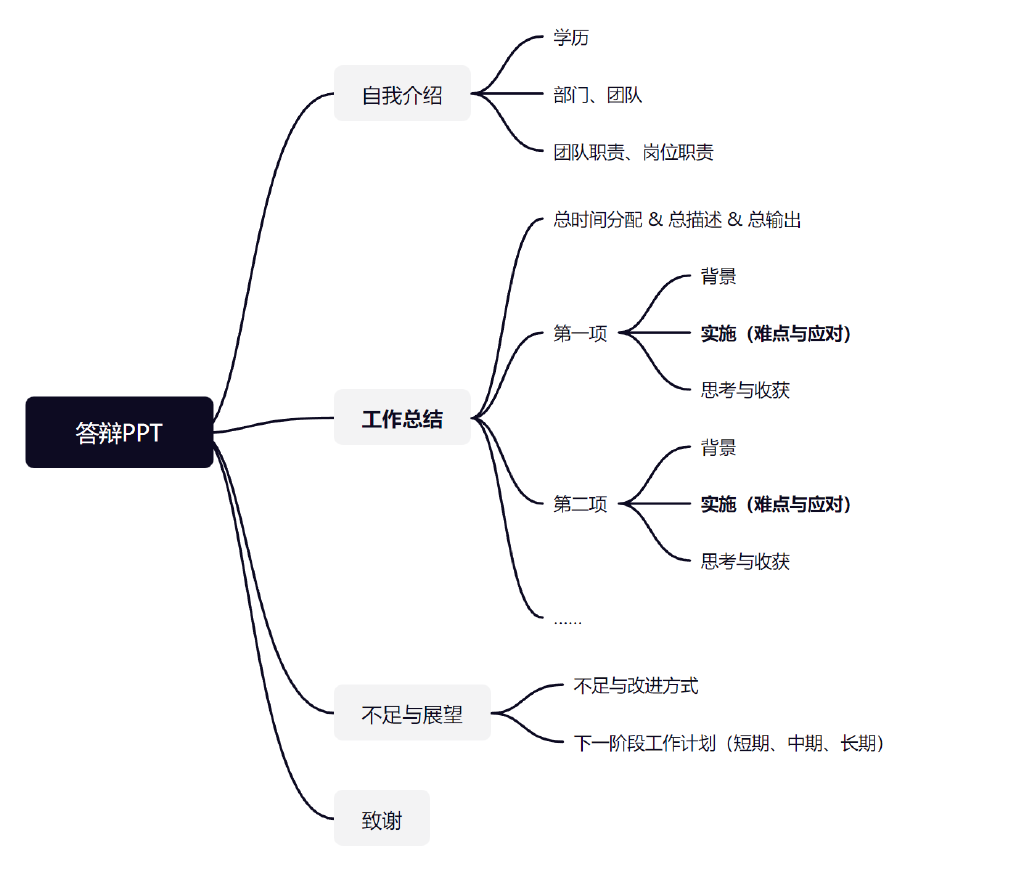 答辩PPT
自我介绍
学历
部门、团队
团队职责、岗位职责
工作总结
总时间分配 & 总描述 & 总输出
第一项
背景
实施（难点与应对）
思考与收获
第二项
背景
实施（难点与应对）
思考与收获
......
不足与展望
不足与改进方式
下一阶段工作计划（短期、中期、长期）
致谢